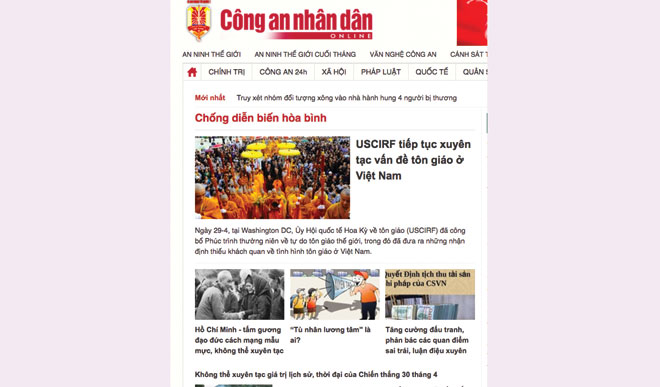 Công an nhân dân
ONLINE
AN NINH THẾ GIỚI AN NINH THẾ GIỚI CUỐI THÁNG VĂN NGHỆ CÔNG AN CẢNH SÁT T
CHÍNH TRỊ CÔNG AN 24h XÃ HỘI PHÁP LUẬT QUỐC TẾ QUÂN S
Mới nhất Truy xét nhóm đối tượng xông vào nhà hành hung 4 người bị thương
Chống diễn biến hòa bình
USCIRF tiếp tục xuyên
tạc vấn đề tôn giáo ở
Việt Nam
Ngày 29-4, tại Washington DC, Ủy hội quốc tế Hoa Kỳ về tôn giáo (USCIRF) đã công
bố Phúc trình thường niên về tự do tôn giáo thế giới, trong đó đã đưa ra những nhận
định thiếu khách quan về tình hình tôn giáo ở Việt Nam.
Quyết Định tịch thu tài sản
hi pháp của CSVN
Hồ Chí Minh - tấm gương
đạo đức cách mạng mẫu
mực, không thể xuyên tạc
“Tù nhân lương tâm” là
ai?
Tăng cường đấu tranh,
phản bác các quan điểm
sai trái, luận điệu xuyên
Không thể xuyên tạc giá trị lịch sử, thời đại của Chiến thắng 30 tháng 4